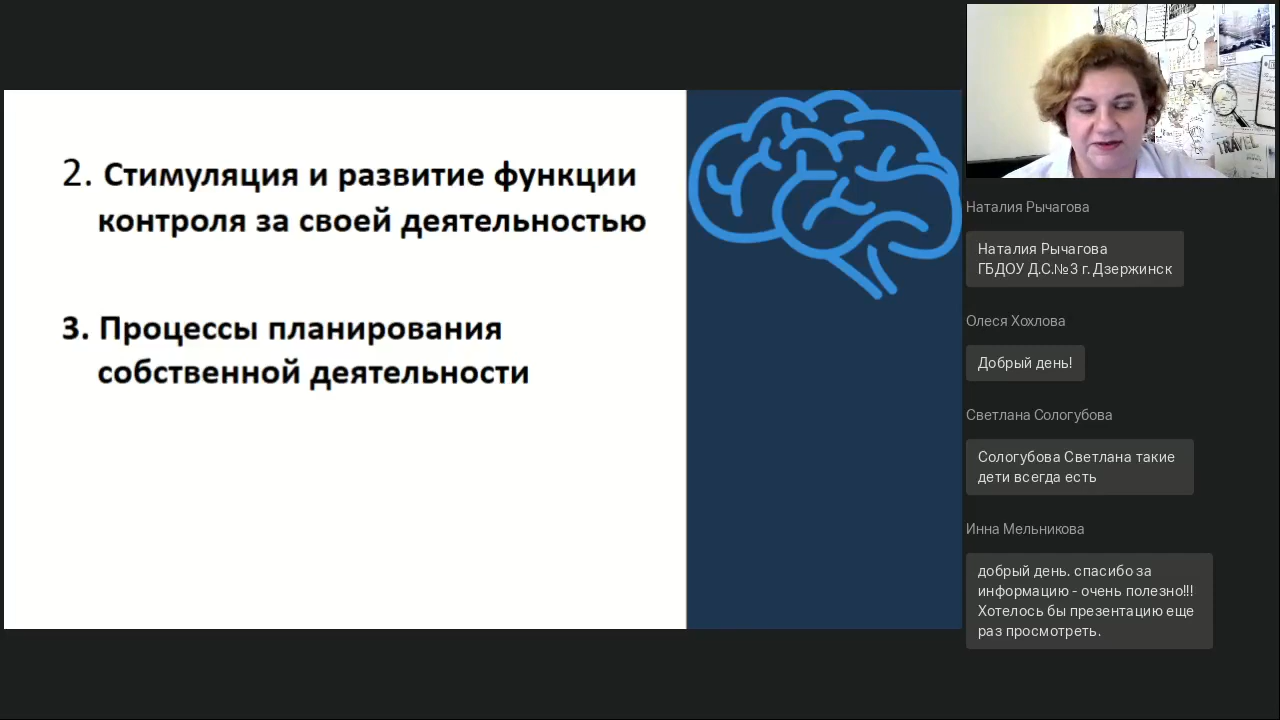 2. Стимуляция и развитие функции
контроля за своей деятельностью
3. Процессы планирования
собственной деятельности
TRAVEL
Наталия Рычагова
Наталия Рычагова
ГБДОУ Д.С.№3 г. Дзержинск
Олеся Хохлова
Добрый день!
Светлана Сологубова
Сологубова Светлана такие
дети всегда есть
Инна Мельникова
добрый день. спасибо за
информацию - очень полезно!!!
Хотелось бы презентацию еще
раз просмотреть.